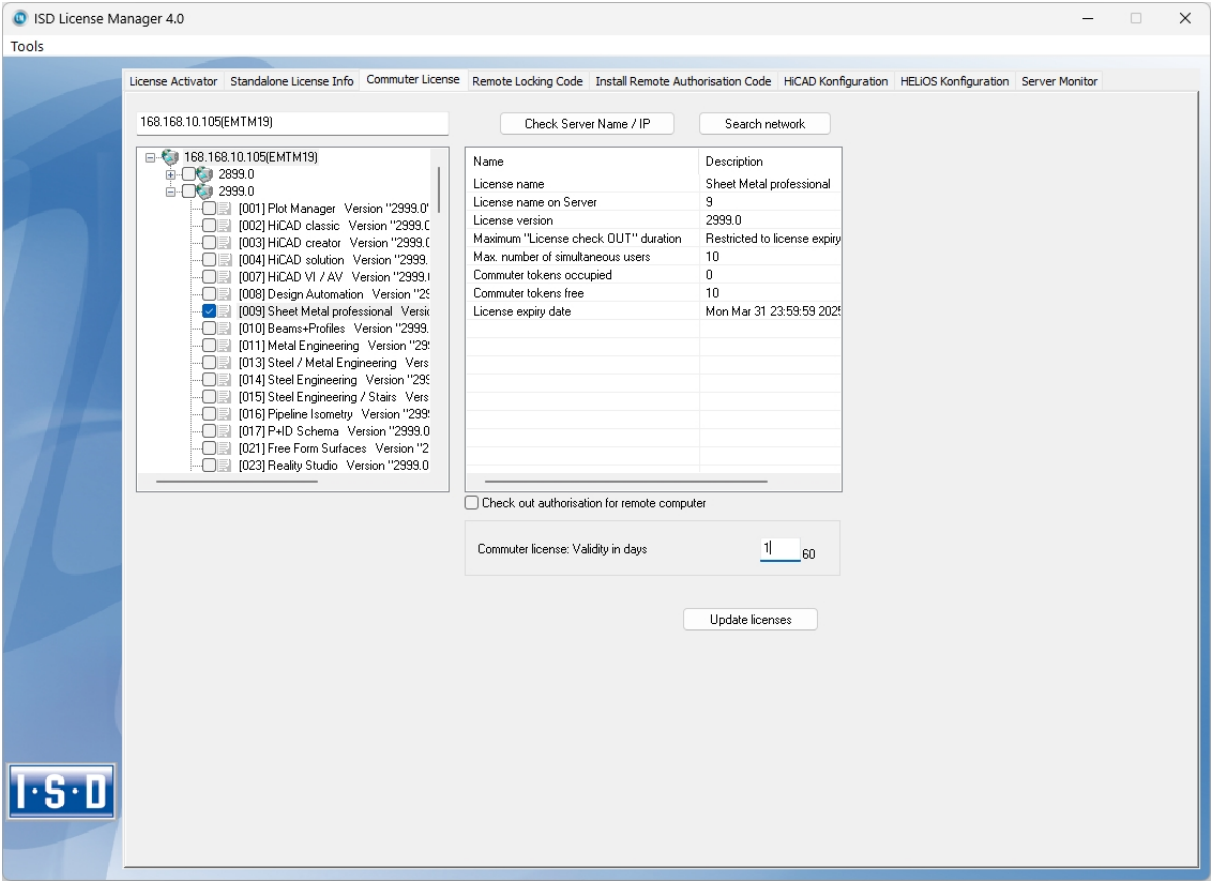 ISD License Manager 4.0
Tools
License Activator Standalone License Info Commuter License Remote Locking Code Install Remote Authorisation Code HiCAD Konfiguration HELiOS Konfiguration Server Monitor
168.168.10.105(EMTM19)
Check Server Name / IP
Search network
168.168.10.105(EMTM19)
2899.0
2999.0
[001] Plot Manager Version "2999.0"
[002] HiCAD classic Version "2999.0
[003] HiCAD creator Version "2999.0
[004] HiCAD solution Version "2999.
[007] HiCAD VI / AV Version "2999.
[008] Design Automation Version "29
[009] Sheet Metal professional Versio
[010] Beams+Profiles Version "2999.
[011] Metal Engineering Version "299
[013] Steel / Metal Engineering Vers
[014] Steel Engineering Version "299
[015] Steel Engineering / Stairs Vers
[016] Pipeline Isometry Version "299
[017] P+ID Schema Version "2999.0
[021] Free Form Surfaces Version "2
[023] Reality Studio Version "2999.0
Name Description
License name Sheet Metal professional
License name on Server 9
License version 2999.0
Maximum "License check OUT" duration Restricted to license expiry
Max. number of simultaneous users 10
Commuter tokens occupied 0
Commuter tokens free 10
License expiry date Mon Mar 31 23:59:59 2025
Check out authorisation for remote computer
Commuter license: Validity in days 1 60
Update licenses
I·S·D